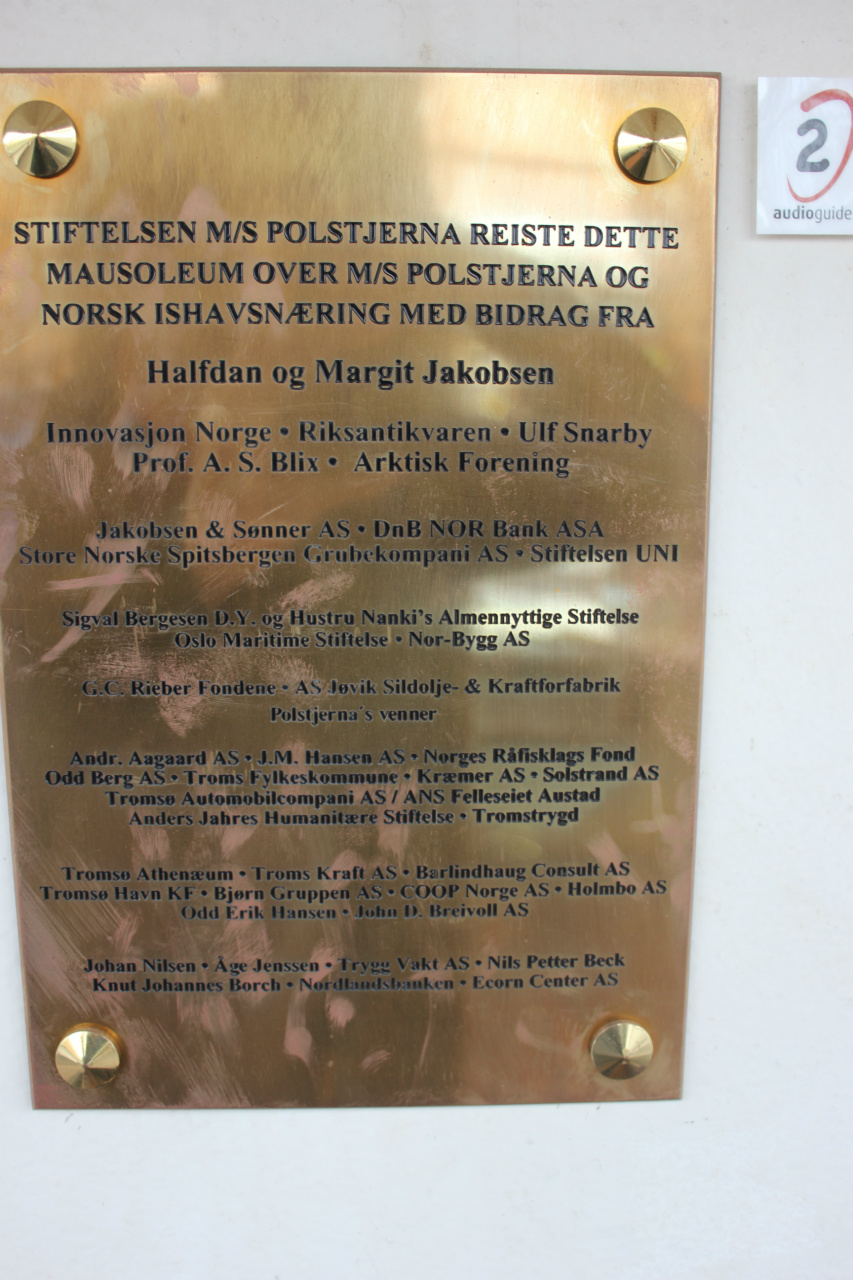 STIFTELSEN M/S POLSTJERNA REISTE DETTE
MAUSOLEUM OVER M/S POLSTJERNA OG
NORSK ISHAVSNÆRING MED BIDRAG FRA
Halfdan og Margit Jakobsen
Innovasjon Norge • Riksantikvaren • Ulf Snarby
Prof. A. S. Blix • Arktisk Forening
Jakobsen & Sønner AS • DnB NOR Bank ASA
Store Norske Spitsbergen Grubekompani AS • Stiftelsen UNI
Sigval Bergesen D.Y. og Hustru Nanki's Almennyttige Stiftelse
Oslo Maritime Stiftelse • Nor-Bygg AS
G.C. Rieber Fondene • AS Jøvik Sildolje- & Kraftforfabrik
Polstjerna´s venner
Andr. Aagaard AS • J.M. Hansen AS • Norges Råfisklags Fond
Odd Berg AS • Troms Fylkeskommune • Kræmer AS • Solstrand AS
Tromsø Automobilcompani AS / ANS Felleseiet Austad
Anders Jahres Humanitære Stiftelse • Tromstrygd
Tromsø Athenæum • Troms Kraft AS • Barlindhaug Consult AS
Tromsø Havn KF • Bjørn Gruppen AS • COOP Norge AS • Holmbo AS
Odd Erik Hansen • John D. Breivoll AS
Johan Nilsen • Åge Jenssen • Trygg Vakt AS • Nils Petter Beck
Knut Johannes Borch • Nordlandsbanken • Ecorn Center AS
2
audioguide